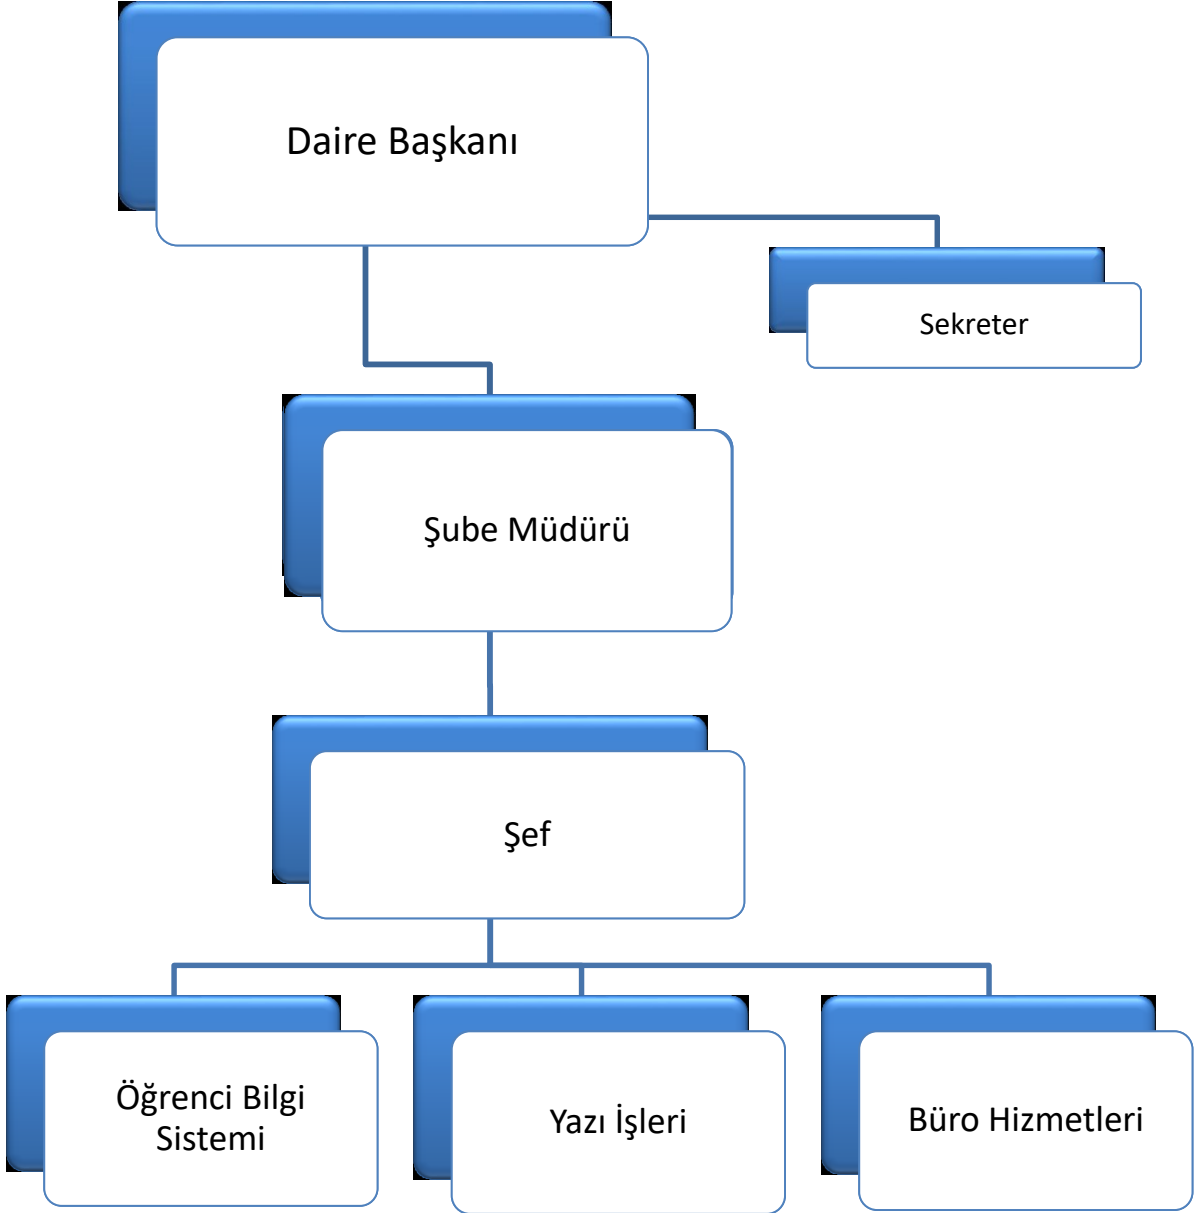 Daire Başkanı
Sekreter
Şube Müdürü
Şef
Öğrenci Bilgi
Sistemi
Yazı İşleri
Büro Hizmetleri